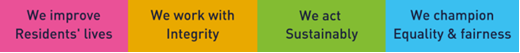 We improve
Residents' lives
We work with
Integrity
We act
Sustainably
We champion
Equality & fairness